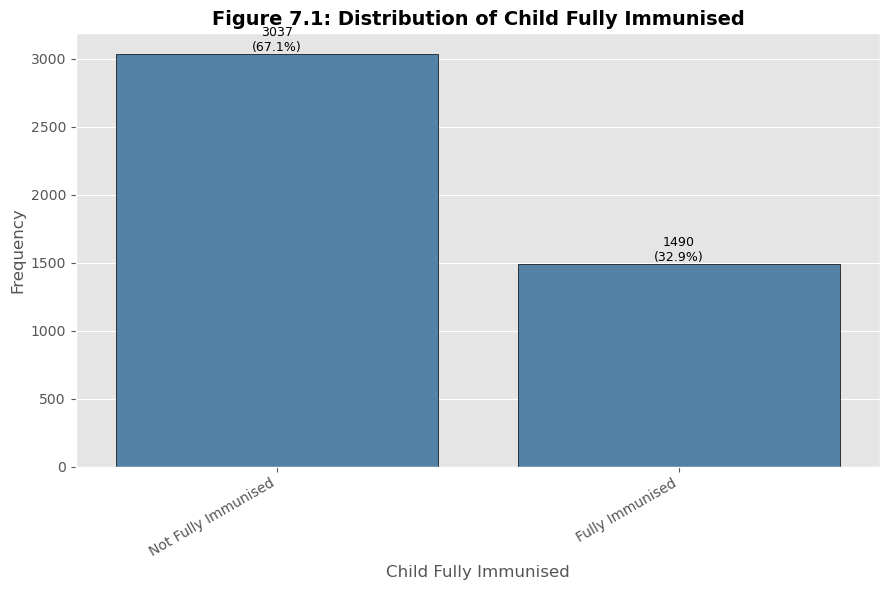 Figure 7.1: Distribution of Child Fully Immunised
3037
(67.1%)
3000
2500
2000
1500
1000
500
0
Frequency
1490
(32.9%)
Not Fully Immunised
Fully Immunised
Child Fully Immunised